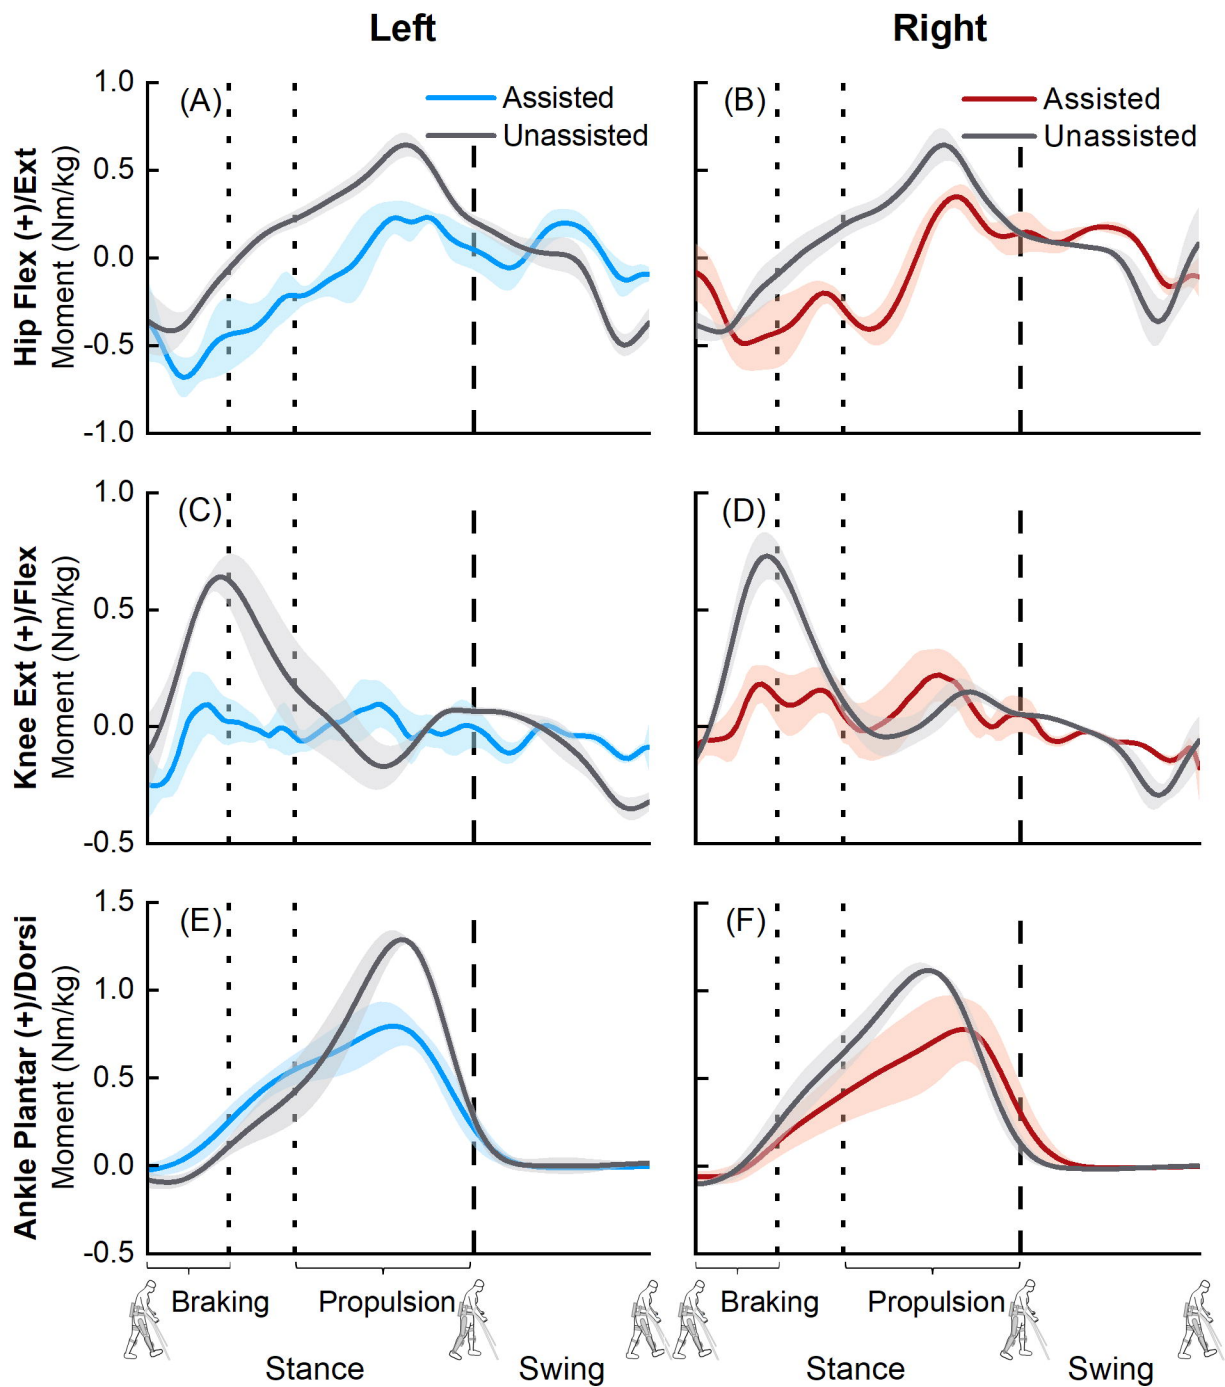 Left
Right
Hip Flex (+)/Ext
Moment (Nm/kg)
1.0
0.5
0.0
-0.5
-1.0
(A)
Assisted
Unassisted
(B)
Assisted
Unassisted
Knee Ext (+)/Flex
Moment (Nm/kg)
1.0
0.5
0.0
-0.5
(C)
(D)
Ankle Plantar (+)/Dorsi
Moment (Nm/kg)
1.5
1.0
0.5
0.0
-0.5
(E)
(F)
Braking
Propulsion
Braking
Propulsion
Stance
Swing
Stance
Swing